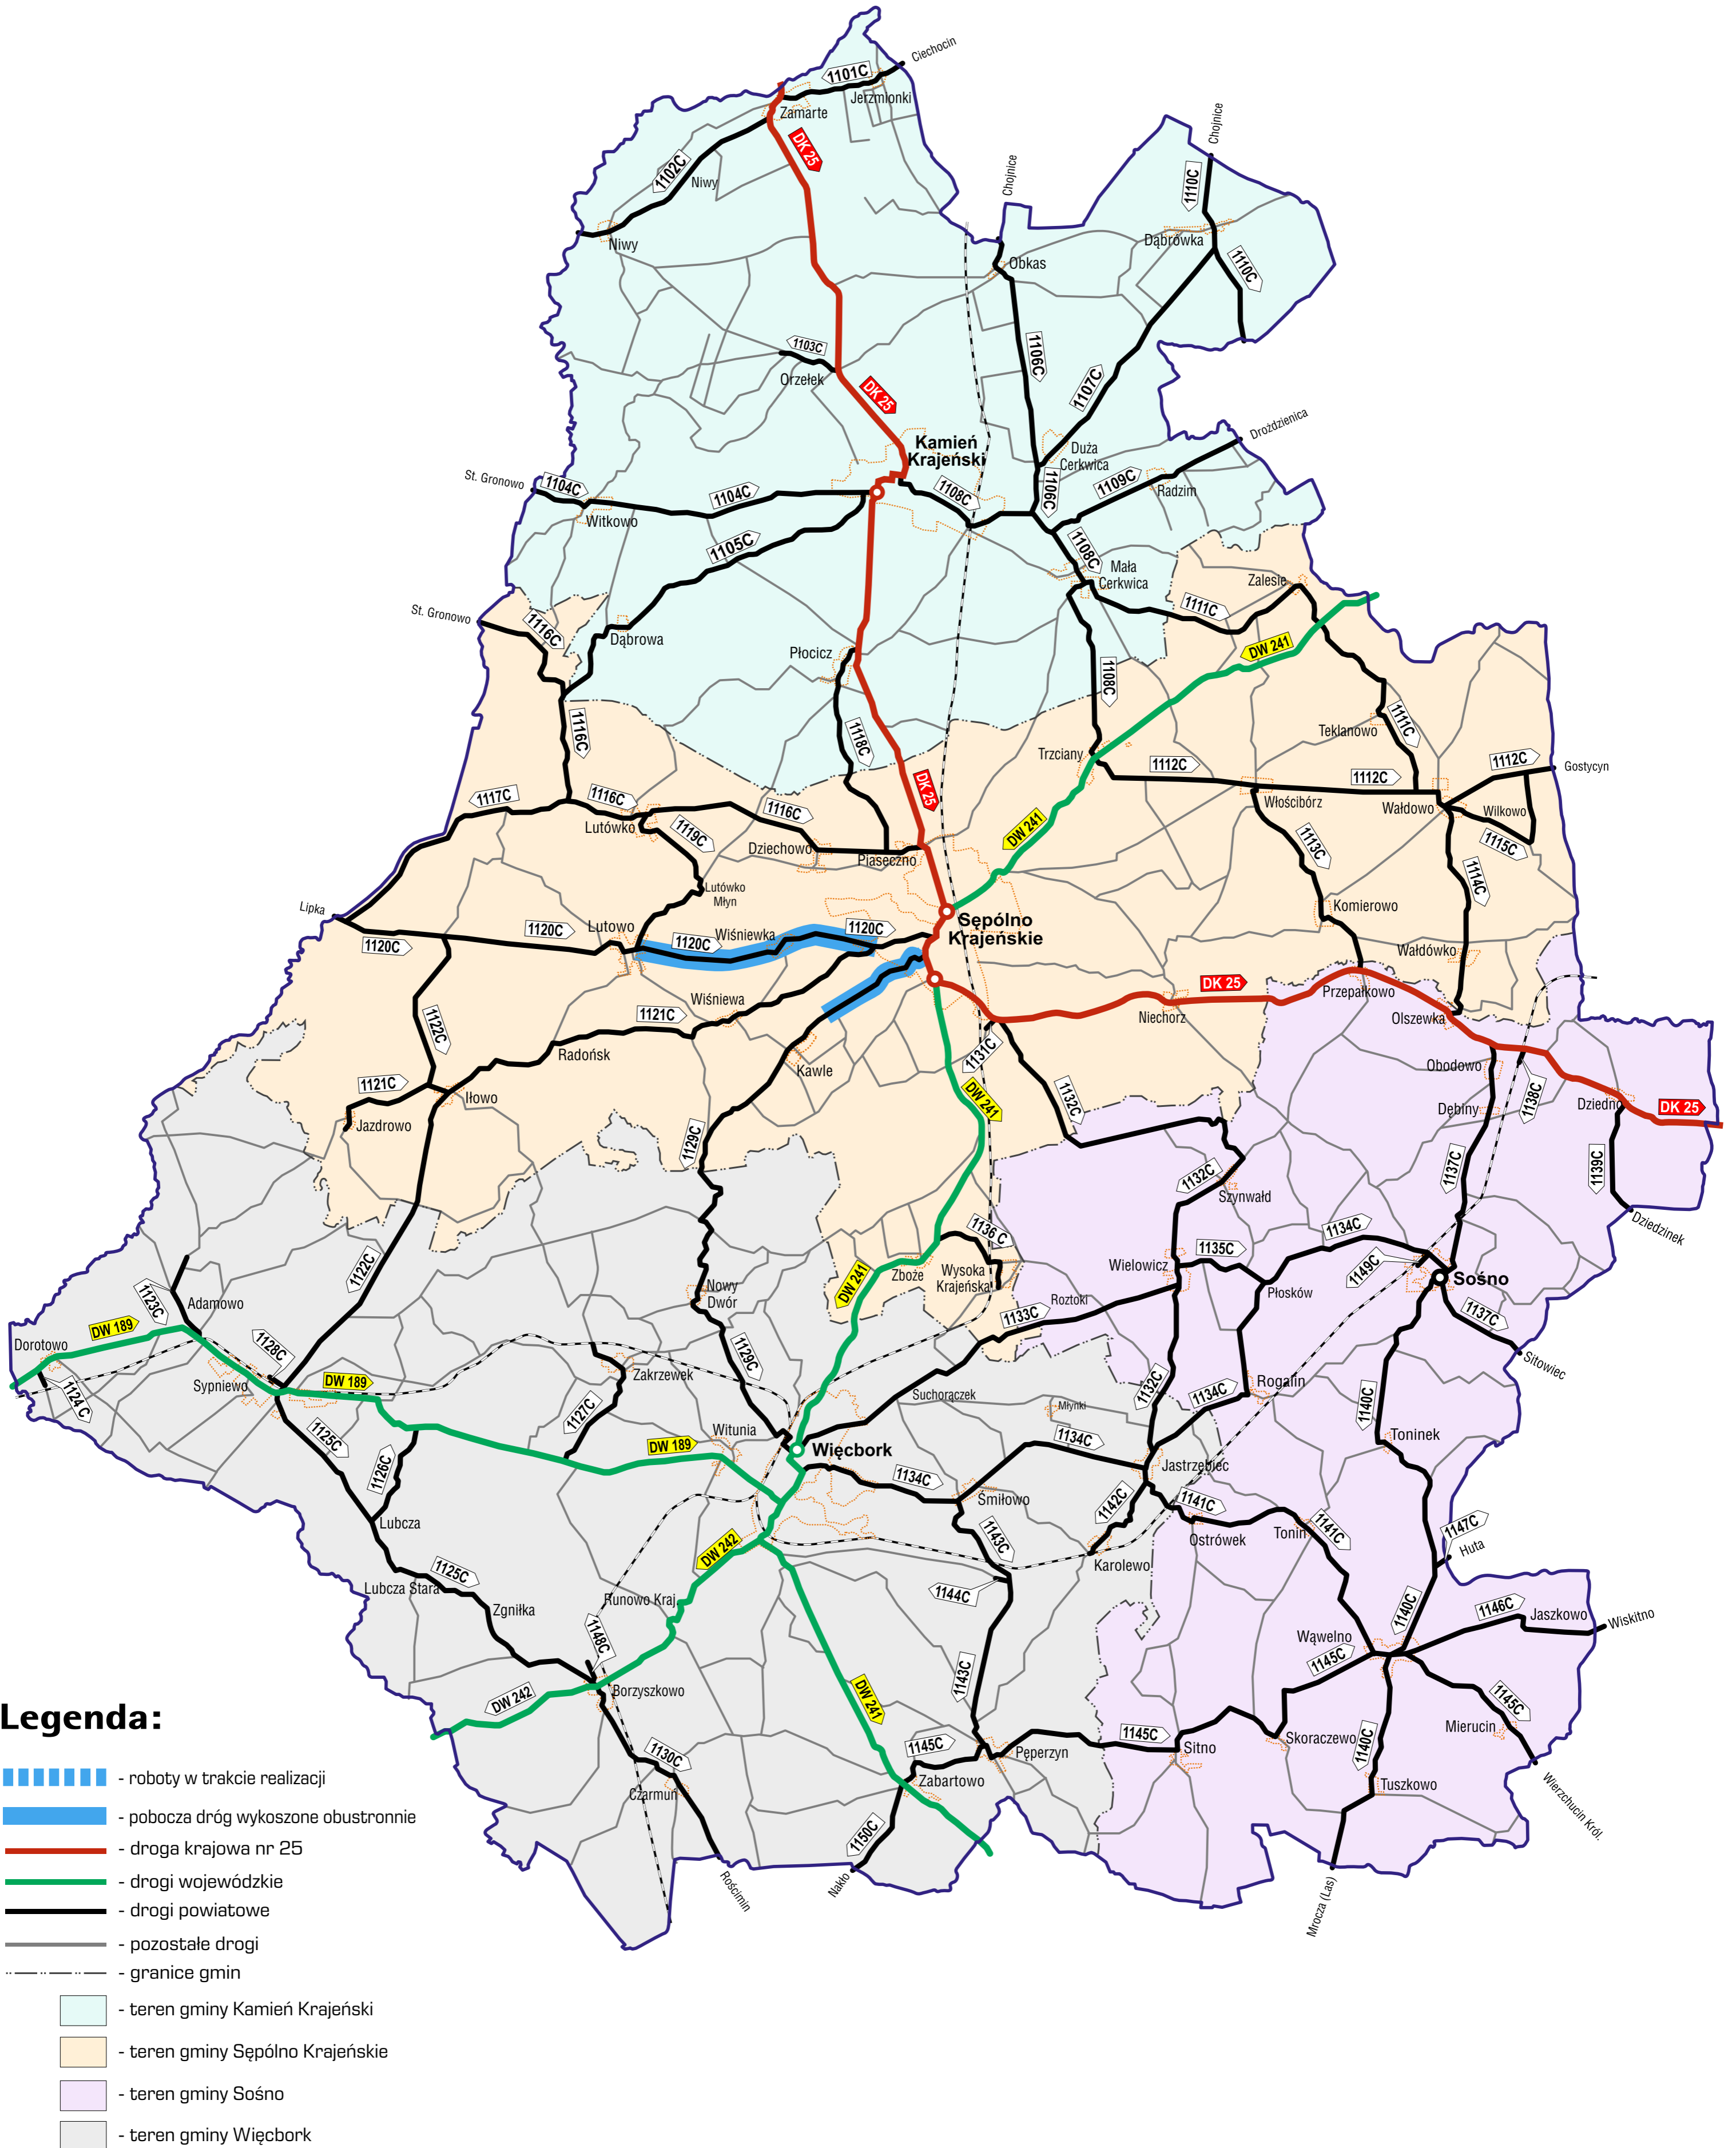 Ciechocin
1101C
Jerzmionki
Zamarte
DK 25
1102C
Niwy
Niwy
Chojnice
Chojnice
1110C
Dąbrówka
1110C
Obkas
1103C
Orzełek
1106C
1107C
DK 25
Kamień
Krajeński
Duża
Cerkwica
Drożdzienica
St. Gronowo
1104C
1104C
Witkowo
1108C
1106C
1109C
Radzim
1105C
1108C
Mała
Cerkwica
Zalesie
1111C
St. Gronowo
1116C
Dąbrowa
Płocicz
DW 241
1108C
1116C
1118C
Teklanowo
1111C
Trzciany
1112C
1112C
1112C
Gostycyn
DK 25
1117C
1116C
1116C
Lutówko
1119C
Dziechowo
Piaseczno
DW 241
Włościbórz
Wałdowo
Wilkowo
1115C
1113C
1114C
Lutówko
Młyn
Lipka
1120C
1120C
Lutowo
1120C
Wiśniewka
1120C
Sępólno
Krajeńskie
Komierowo
Wałdówko
Wiśniewa
1121C
DK 25
Niechorz
Przepałkowo
Olszewka
1122C
Radońsk
Kawle
1131C
Obodowo
1121C
Iłowo
Jazdrowo
DW 241
1132C
Dębiny
1138C
Dziedno
DK 25
1129C
1137C
1139C
1132C
Szynwałd
Dziedzinek
1136 C
1134C
1122C
Zboże
Wysoka
Krajeńska
Wielowicz
1135C
1149C
Sośno
Płosków
DW 241
Nowy
Dwór
Roztoki
1133C
1137C
1123C
Adamowo
DW 189
Dorotowo
1128C
1129C
Sitowiec
1124 C
Sypniewo
DW 189
Zakrzewek
Suchorączek
1132C
1134C
Rogalin
1127C
Młynki
1140C
1125C
1126C
Witunia
DW 189
Więcbork
1134C
Toninek
1134C
Jastrzębiec
Śmiłowo
1142C
1141C
Lubcza
1143C
Ostrówek
Tonin
1141C
1147C
Huta
DW 242
Karolewo
1125C
Lubcza Stara
1144C
Zgniłka
Runowo Kraj.
1140C
1146C
Jaszkowo
Wiskitno
1148C
Wąwelno
1145C
1143C
DW 242
Borzyszkowo
DW 241
1145C
Mierucin
1145C
1145C
Pęperzyn
Sitno
Skoraczewo
1140C
1130C
Czarmuń
Zabartowo
Tuszkowo
Wierzchucin Król.
1150C
Nakło
Rościmin
Mrocza (Las)
Legenda:
- roboty w trakcie realizacji
- pobocza dróg wykoszone obustronnie
- droga krajowa nr 25
- drogi wojewódzkie
- drogi powiatowe
- pozostałe drogi
- granice gmin
- teren gminy Kamień Krajeński
- teren gminy Sępólno Krajeńskie
- teren gminy Sośno
- teren gminy Więcbork